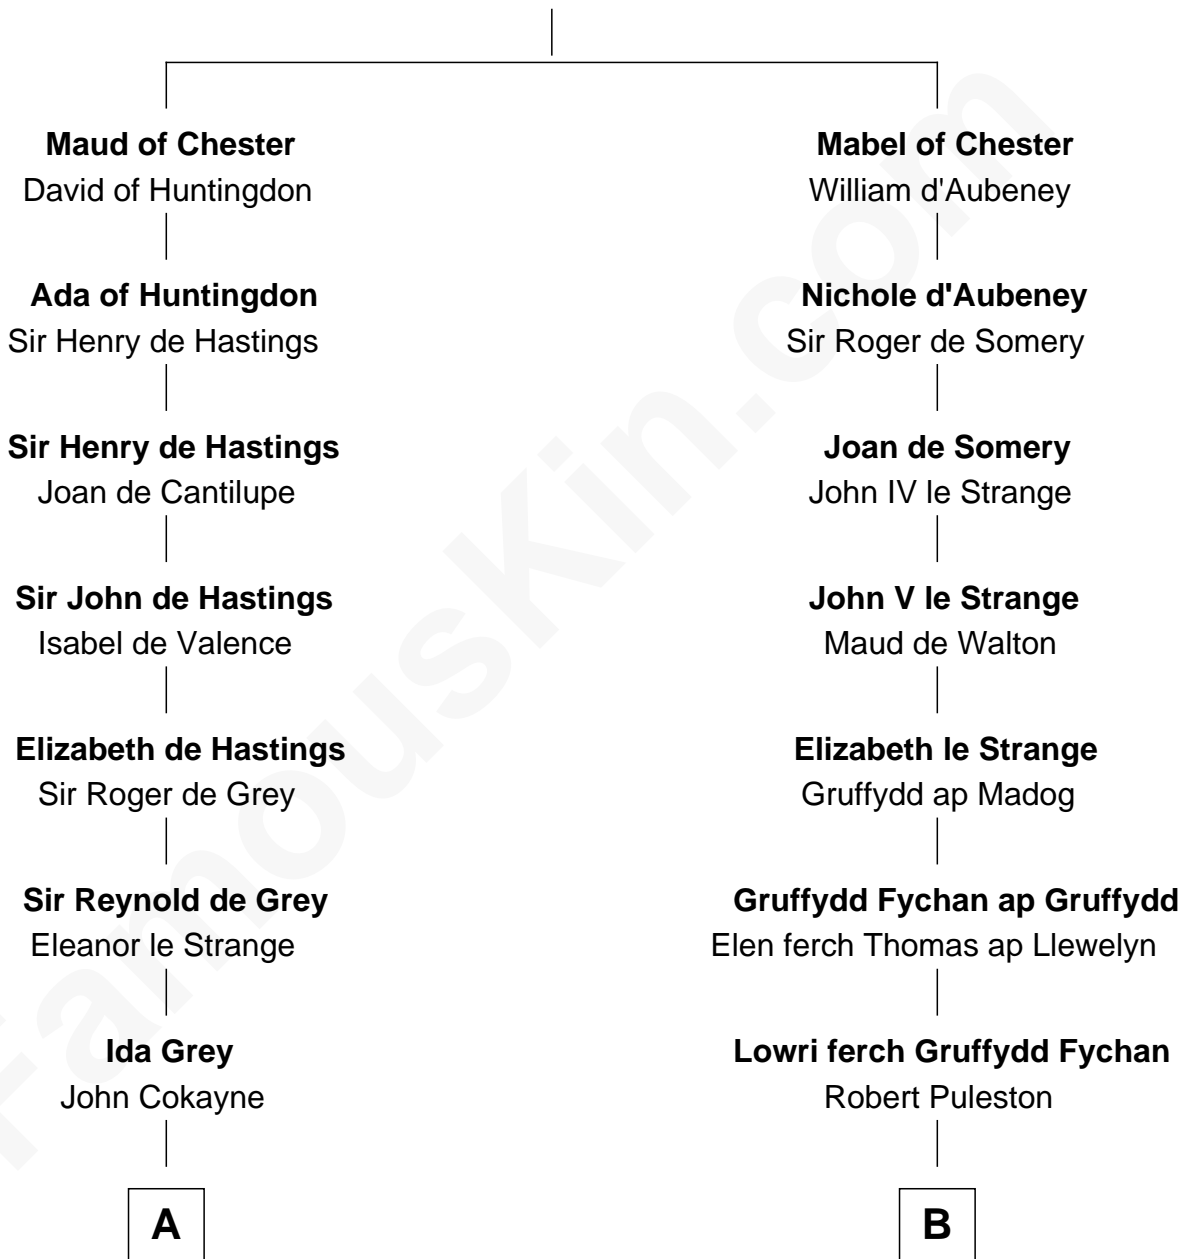 Maud of Chester
David of Huntingdon
Ada of Huntingdon
Sir Henry de Hastings
Sir Henry de Hastings
Joan de Cantilupe
Sir John de Hastings
Isabel de Valence
Elizabeth de Hastings
Sir Roger de Grey
Sir Reynold de Grey
Eleanor le Strange
Ida Grey
John Cokayne
A
Mabel of Chester
William d'Aubeney
Nichole d'Aubeney
Sir Roger de Somery
Joan de Somery
John IV le Strange
John V le Strange
Maud de Walton
Elizabeth le Strange
Gruffydd ap Madog
Gruffydd Fychan ap Gruffydd
Elen ferch Thomas ap Llewelyn
Lowri ferch Gruffydd Fychan
Robert Puleston
B
FamousKin.com